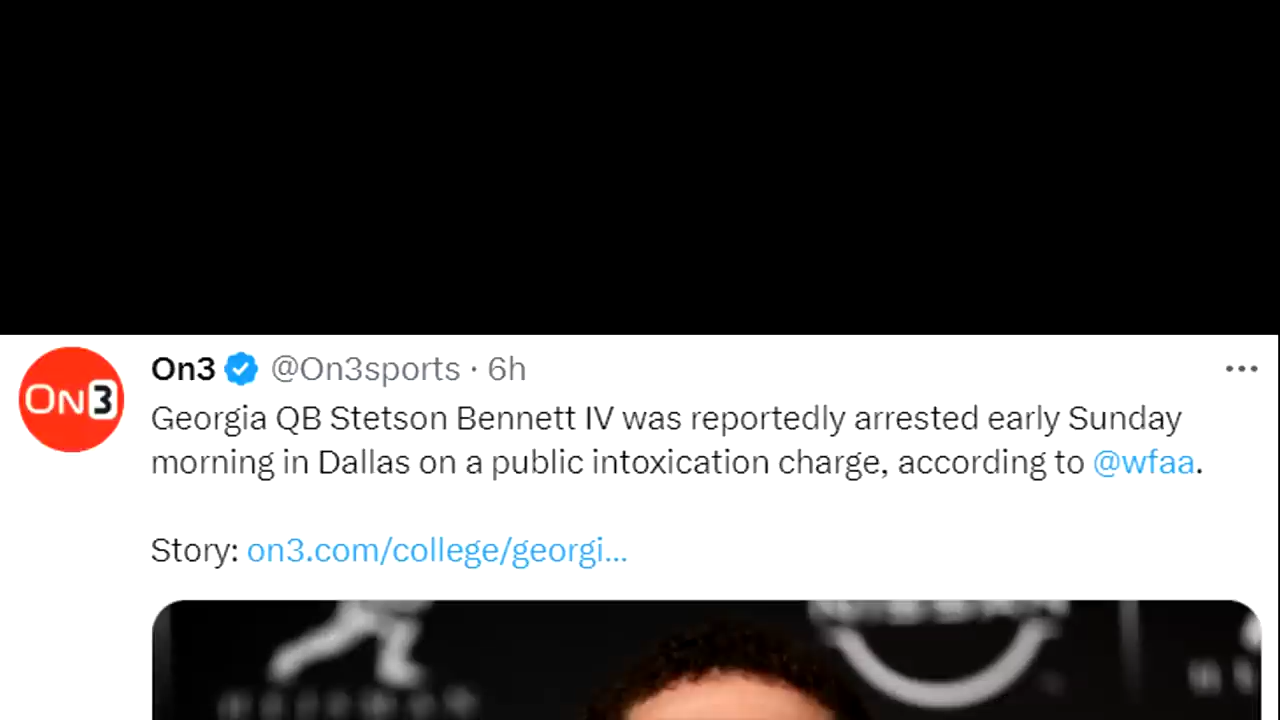 On3 @On3sports · 6h
ON3
Georgia QB Stetson Bennett IV was reportedly arrested early Sunday
morning in Dallas on a public intoxication charge, according to @wfaa.
Story: on3.com/college/georgi...